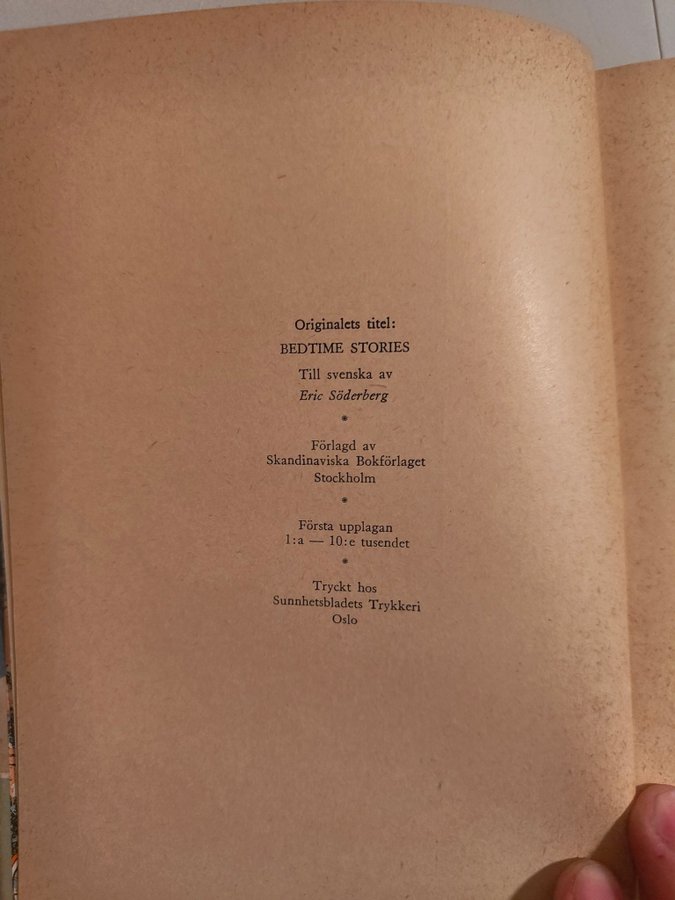 Originalets titel:
BEDTIME STORIES
Till svenska av
Eric Söderberg
*
Förlagd av
Skandinaviska Bokförlaget
Stockholm
*
Första upplagan
1:a — 10:e tusendet
*
Tryckt hos
Sunnhetsbladets Trykkeri
Oslo